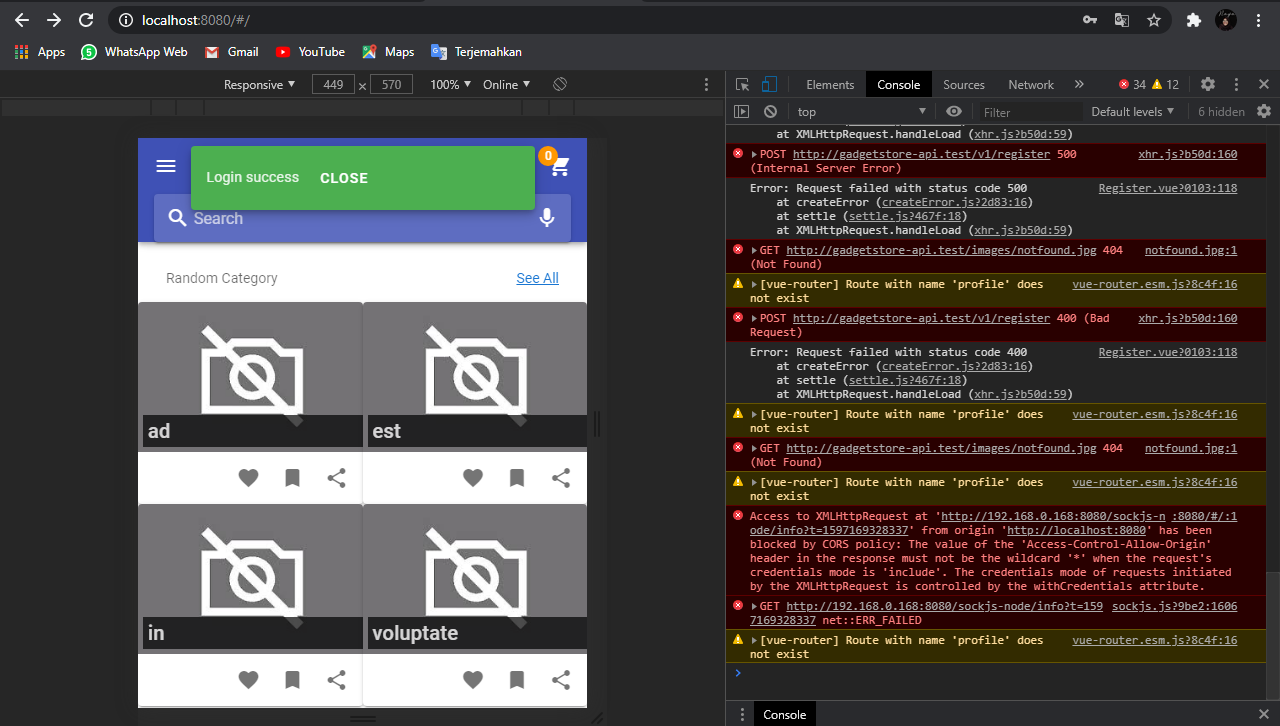 localhost:8080/#/
Apps WhatsApp Web Gmail YouTube Maps Terjemahkan
Responsive ▼ 449 x 570 100% ▼ Online ▼
Elements Console Sources Network » 34 12
top ▼ Filter Default levels ▼ 6 hidden
0
Login success CLOSE
Search
Random Category See All
ad est
in voluptate
at XMLHttpRequest.handleLoad (xhr.js?b50d:59)
▶POST http://gadgetstore-api.test/v1/register 500 xhr.js?b50d:160
(Internal Server Error)
Error: Request failed with status code 500 Register.vue?0103:118
at createError (createError.js?2d83:16)
at settle (settle.js?467f:18)
at XMLHttpRequest.handleLoad (xhr.js?b50d:59)
▶GET http://gadgetstore-api.test/images/notfound.jpg 404 notfound.jpg:1
(Not Found)
▶[vue-router] Route with name 'profile' does vue-router.esm.js?8c4f:16
not exist
▶POST http://gadgetstore-api.test/v1/register 400 (Bad xhr.js?b50d:160
Request)
Error: Request failed with status code 400 Register.vue?0103:118
at createError (createError.js?2d83:16)
at settle (settle.js?467f:18)
at XMLHttpRequest.handleLoad (xhr.js?b50d:59)
▶[vue-router] Route with name 'profile' does vue-router.esm.js?8c4f:16
not exist
▶GET http://gadgetstore-api.test/images/notfound.jpg 404 notfound.jpg:1
(Not Found)
▶[vue-router] Route with name 'profile' does vue-router.esm.js?8c4f:16
not exist
Access to XMLHttpRequest at 'http://192.168.0.168:8080/sockjs-n :8080/#/:1
ode/info?t=1597169328337' from origin 'http://localhost:8080' has been
blocked by CORS policy: The value of the 'Access-Control-Allow-Origin'
header in the response must not be the wildcard '*' when the request's
credentials mode is 'include'. The credentials mode of requests initiated
by the XMLHttpRequest is controlled by the withCredentials attribute.
▶GET http://192.168.0.168:8080/sockjs-node/info?t=159 sockjs.js?9be2:1606
7169328337 net::ERR_FAILED
▶[vue-router] Route with name 'profile' does vue-router.esm.js?8c4f:16
not exist
Console